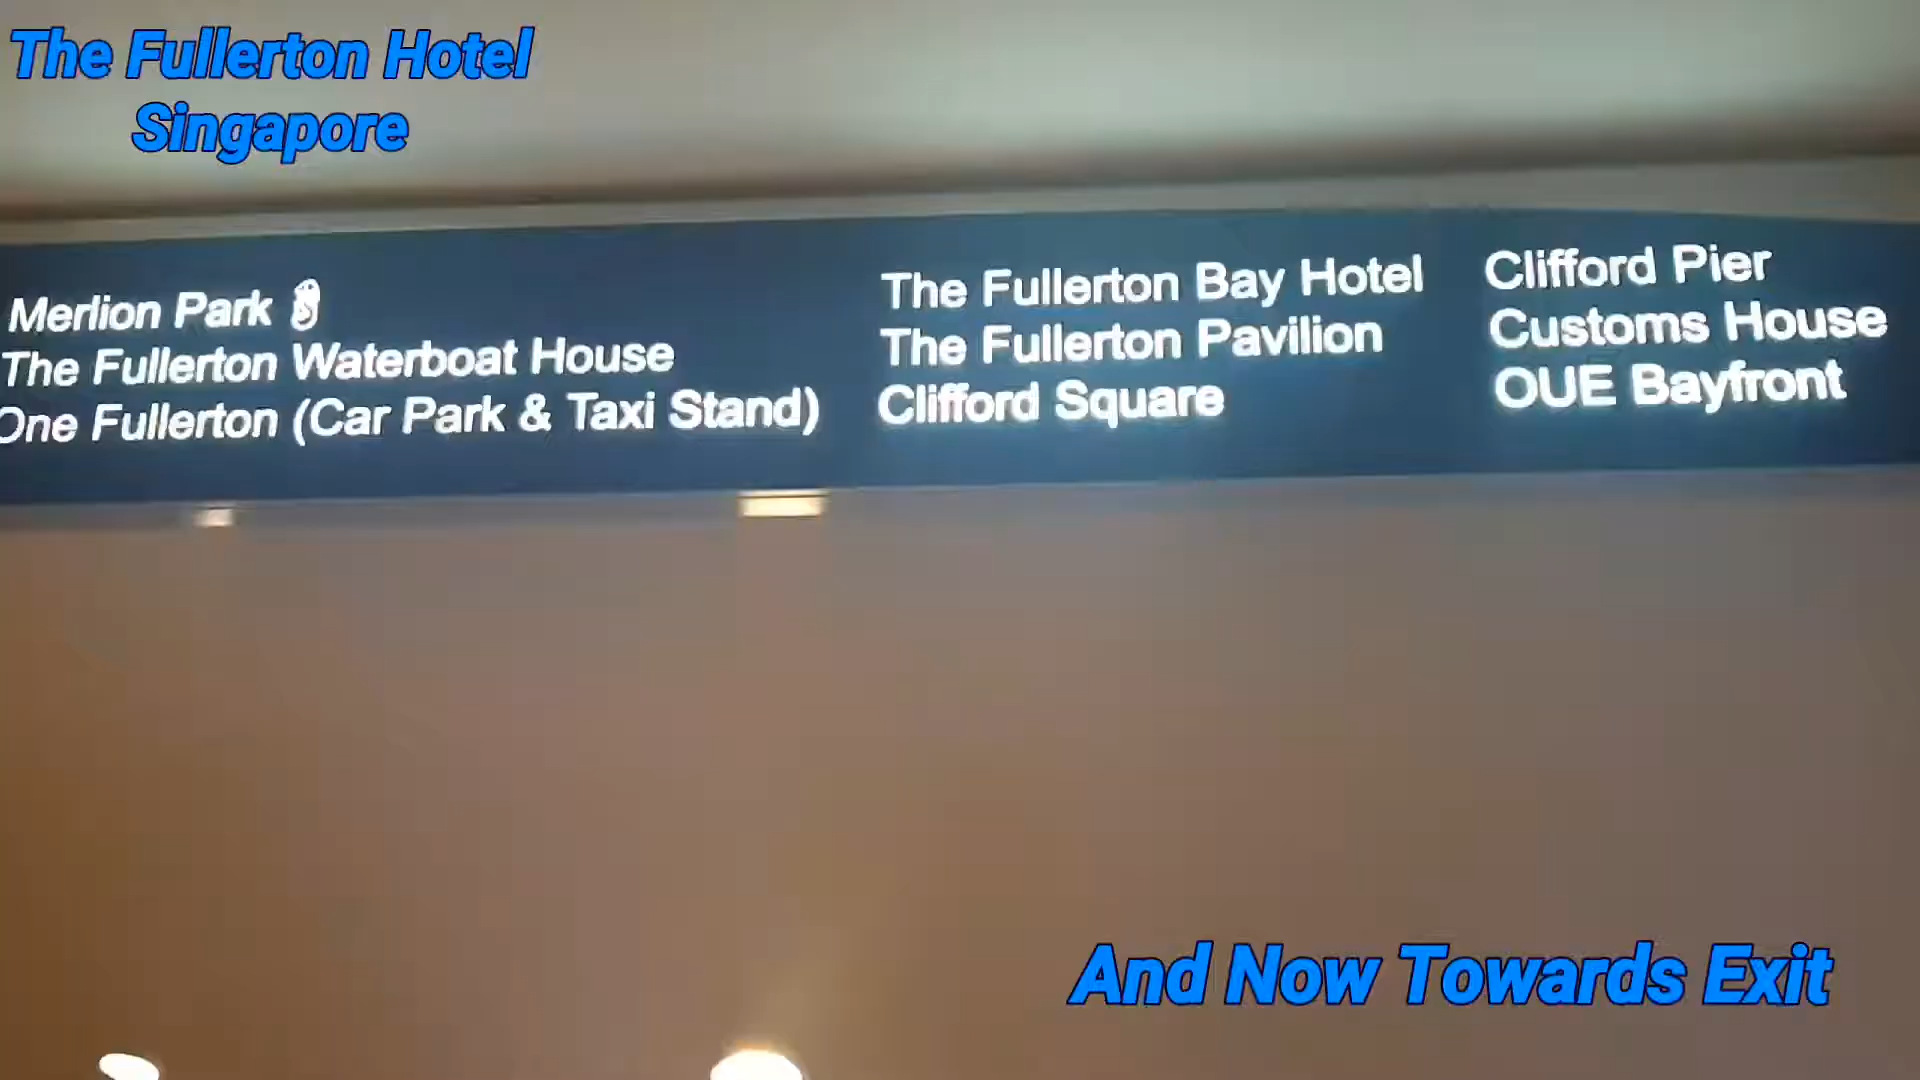 The Fullerton Hotel
Singapore
Merlion Park
The Fullerton Waterboat House
One Fullerton (Car Park & Taxi Stand)
The Fullerton Bay Hotel
The Fullerton Pavilion
Clifford Square
Clifford Pier
Customs House
OUE Bayfront
And Now Towards Exit